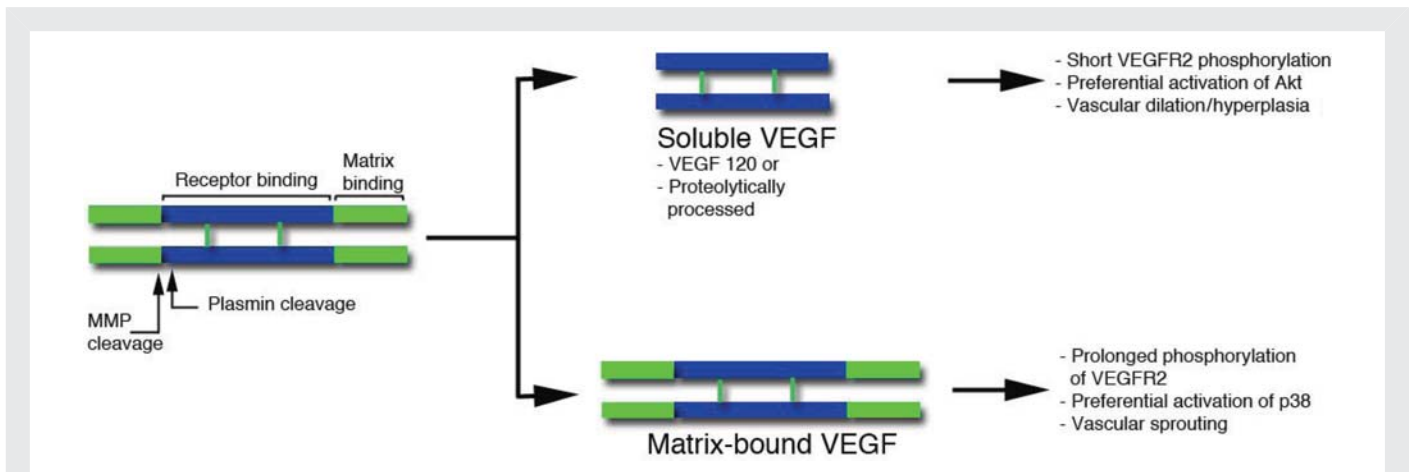 Receptor binding
Matrix
binding
Plasmin cleavage
MMP
cleavage
Soluble VEGF
- VEGF 120 or
- Proteolytically
processed
- Short VEGFR2 phosphorylation
- Preferential activation of Akt
- Vascular dilation/hyperplasia
Matrix-bound VEGF
- Prolonged phosphorylation
of VEGFR2
- Preferential activation of p38
- Vascular sprouting